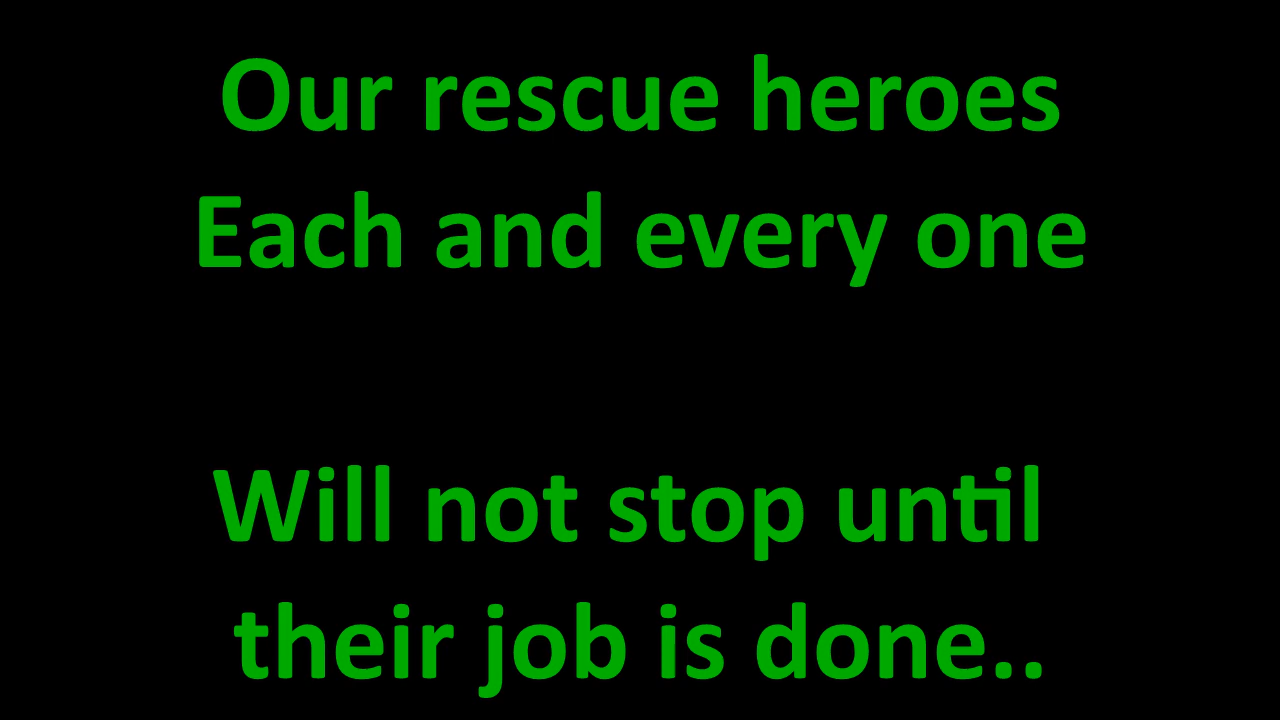 Our rescue heroes
Each and every one
Will not stop until
their job is done..